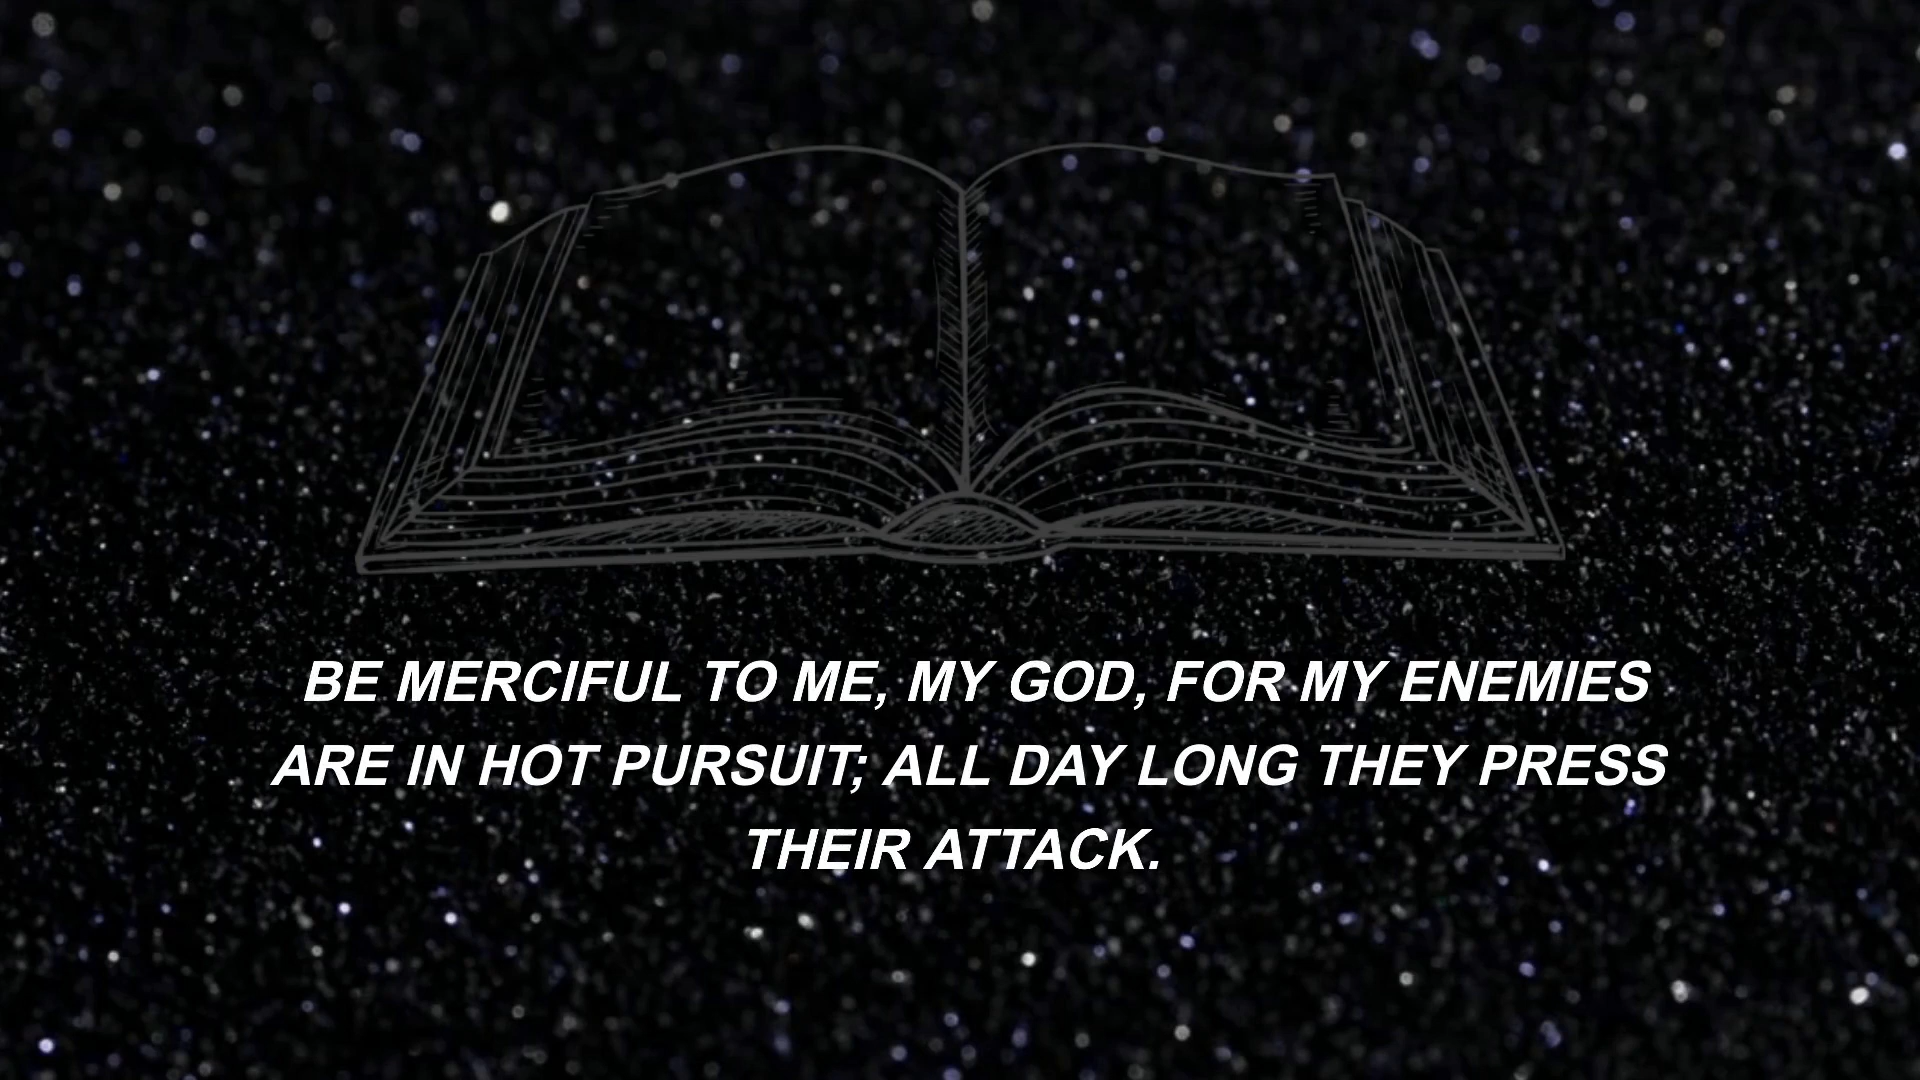 BE MERCIFUL TO ME, MY GOD, FOR MY ENEMIES
ARE IN HOT PURSUIT; ALL DAY LONG THEY PRESS
THEIR ATTACK.